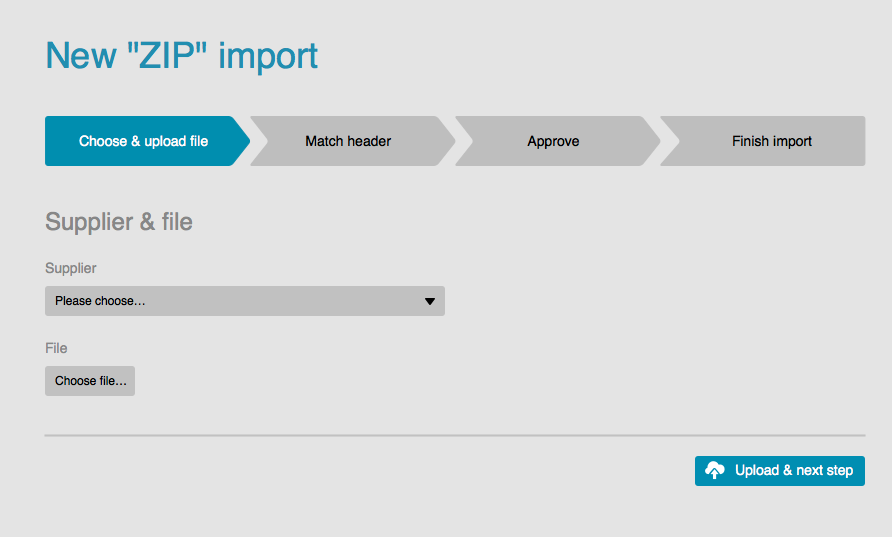 New "ZIP" import
Choose & upload file
Match header
Approve
Finish import
Supplier & file
Supplier
Please choose...
File
Choose file...
Upload & next step